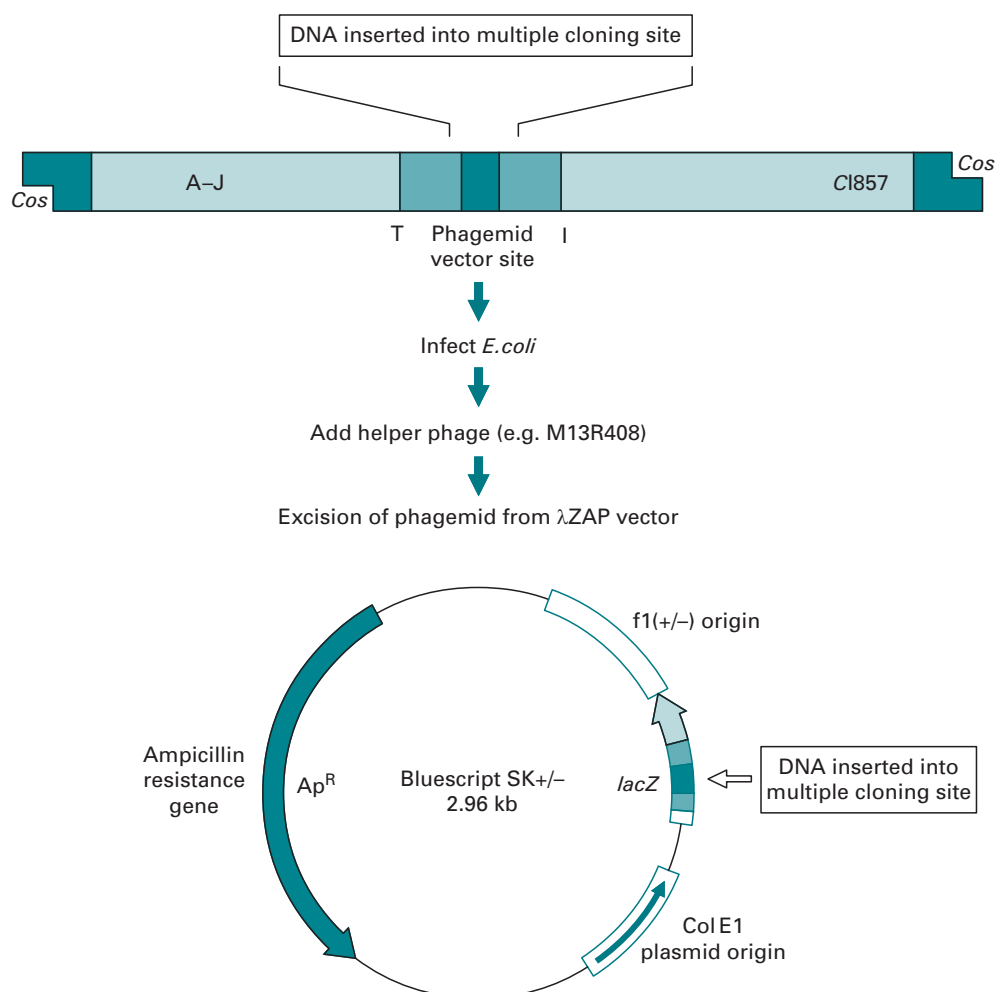 DNA inserted into multiple cloning site
Cos
A–J
CI857
Cos
T
Phagemid
vector site
I
Infect E.coli
Add helper phage (e.g. M13R408)
Excision of phagemid from λZAP vector
f1(+/–) origin
Ampicillin
resistance
gene
ApR
Bluescript SK+/–
2.96 kb
lacZ
DNA inserted into
multiple cloning site
Col E1
plasmid origin